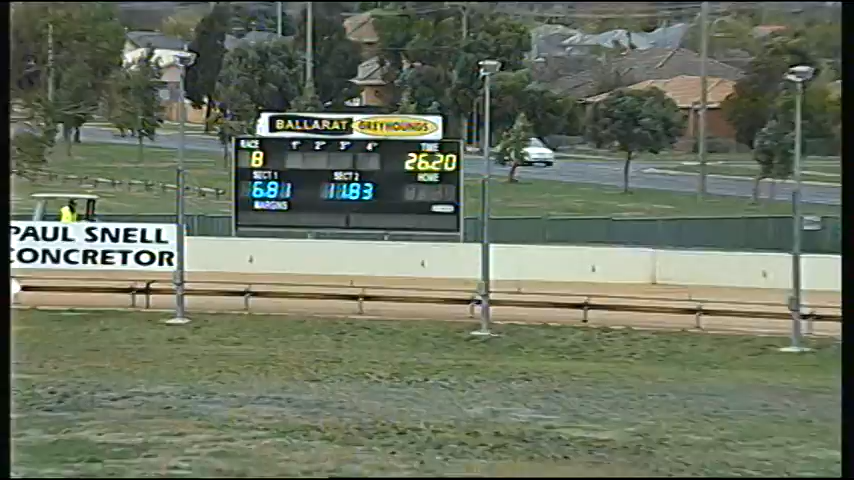 BALLARAT GREYHOUNDS
RACE 1st 2nd 3rd 4th TIME
8 26.20
SECT 1 SECT 2 HOME
6.81 11.83
MARGINS
PAUL SNELL
CONCRETOR